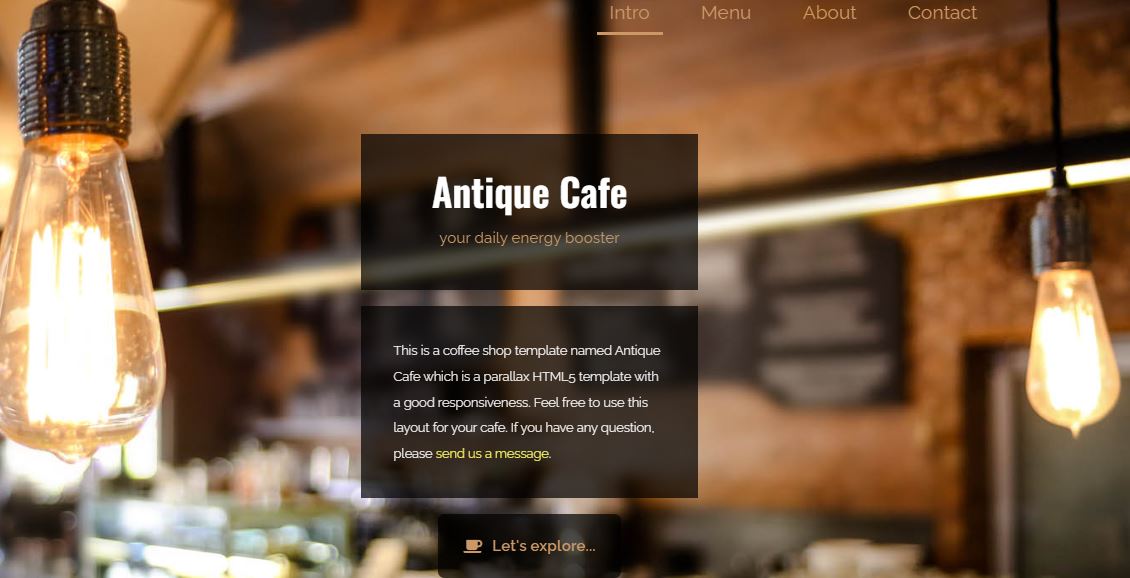 Intro Menu About Contact
Antique Cafe
your daily energy booster
This is a coffee shop template named Antique
Cafe which is a parallax HTML5 template with
a good responsiveness. Feel free to use this
layout for your cafe. If you have any question,
please send us a message.
Let's explore...